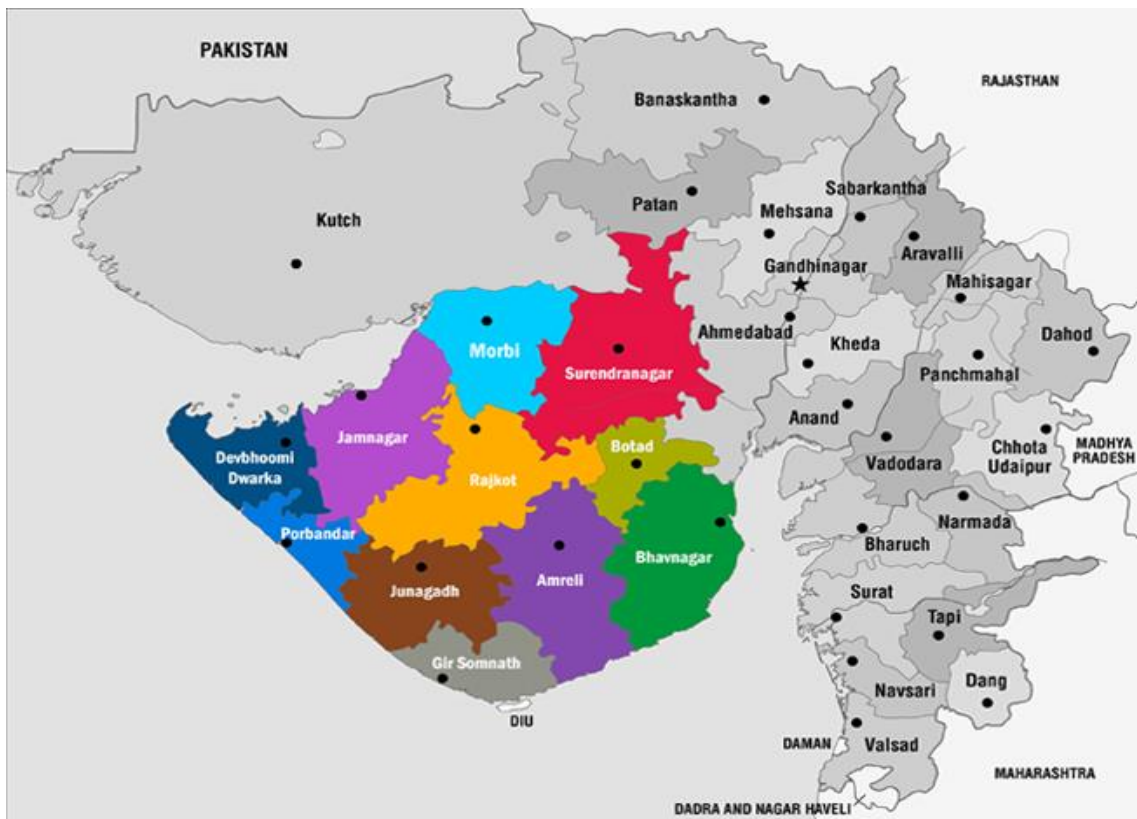 PAKISTAN
RAJASTHAN
Banaskantha
Patan
Sabarkantha
Mehsana
Kutch
Aravalli
Gandhinagar
Mahisagar
Ahmedabad
Dahod
Kheda
Morbi
Surendranagar
Panchmahal
Anand
Jamnagar
Botad
Chhota
Udaipur
MADHYA
PRADESH
Devbhoomi
Dwarka
Vadodara
Rajkot
Narmada
Porbandar
Bharuch
Bhavnagar
Amreli
Junagadh
Surat
Tapi
Gir Somnath
Dang
Navsari
DIU
DAMAN
Valsad
MAHARASHTRA
DADRA AND NAGAR HAVELI